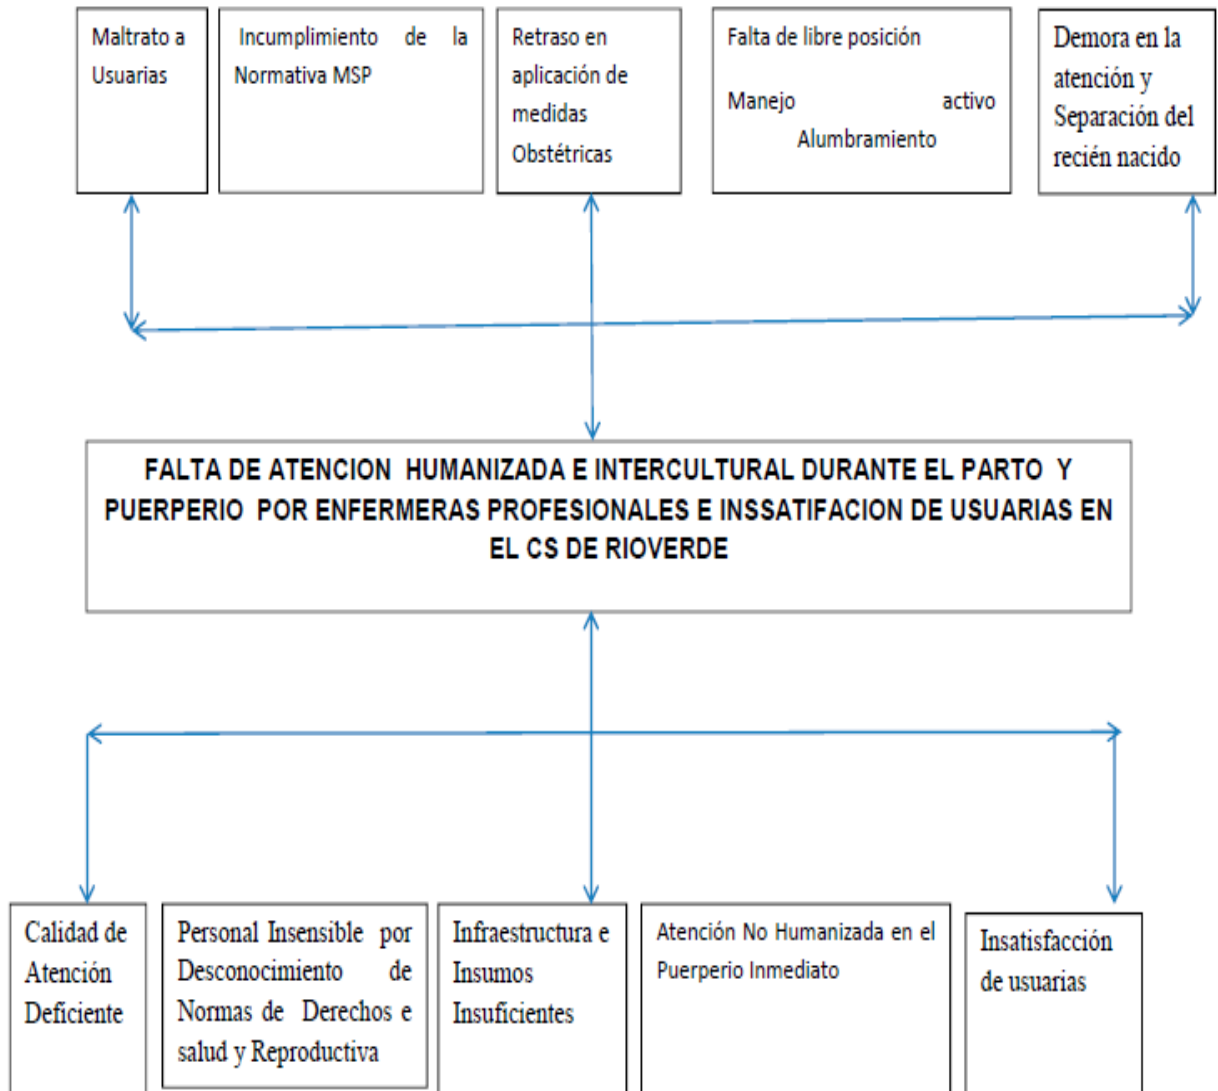 Maltrato a
Usuarias
Incumplimiento de la
Normativa MSP
Retraso en
aplicación de
medidas
Obstétricas
Falta de libre posición
Manejo activo
Alumbramiento
Demora en la
atención y
Separación del
recién nacido
FALTA DE ATENCION HUMANIZADA E INTERCULTURAL DURANTE EL PARTO Y
PUERPERIO POR ENFERMERAS PROFESIONALES E INSSATIFACION DE USUARIAS EN
EL CS DE RIOVERDE
Calidad de
Atención
Deficiente
Personal Insensible por
Desconocimiento de
Normas de Derechos e
salud y Reproductiva
Infraestructura e
Insumos
Insuficientes
Atención No Humanizada en el
Puerperio Inmediato
Insatisfacción
de usuarias